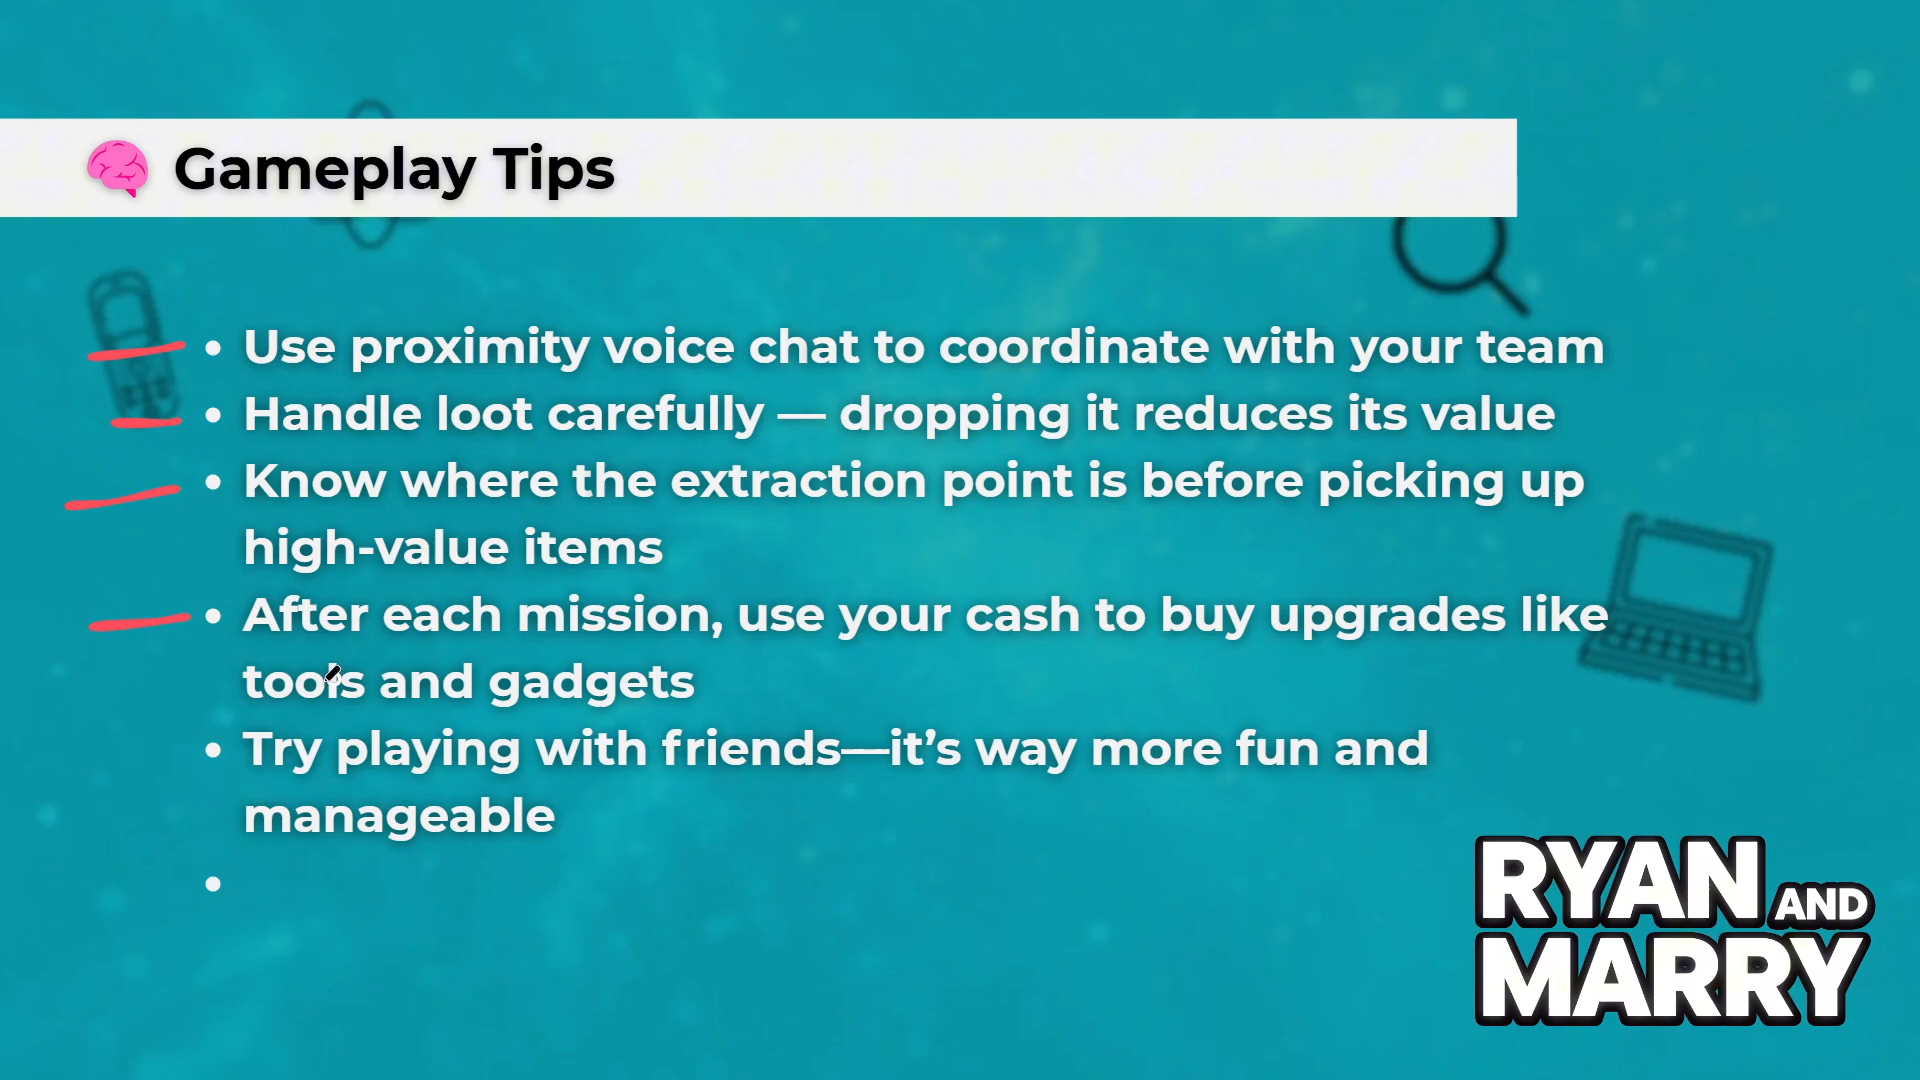 🧠 Gameplay Tips
• Use proximity voice chat to coordinate with your team
• Handle loot carefully — dropping it reduces its value
• Know where the extraction point is before picking up
high-value items
• After each mission, use your cash to buy upgrades like
tools and gadgets
• Try playing with friends—it’s way more fun and
manageable
•
RYAN AND
MARRY